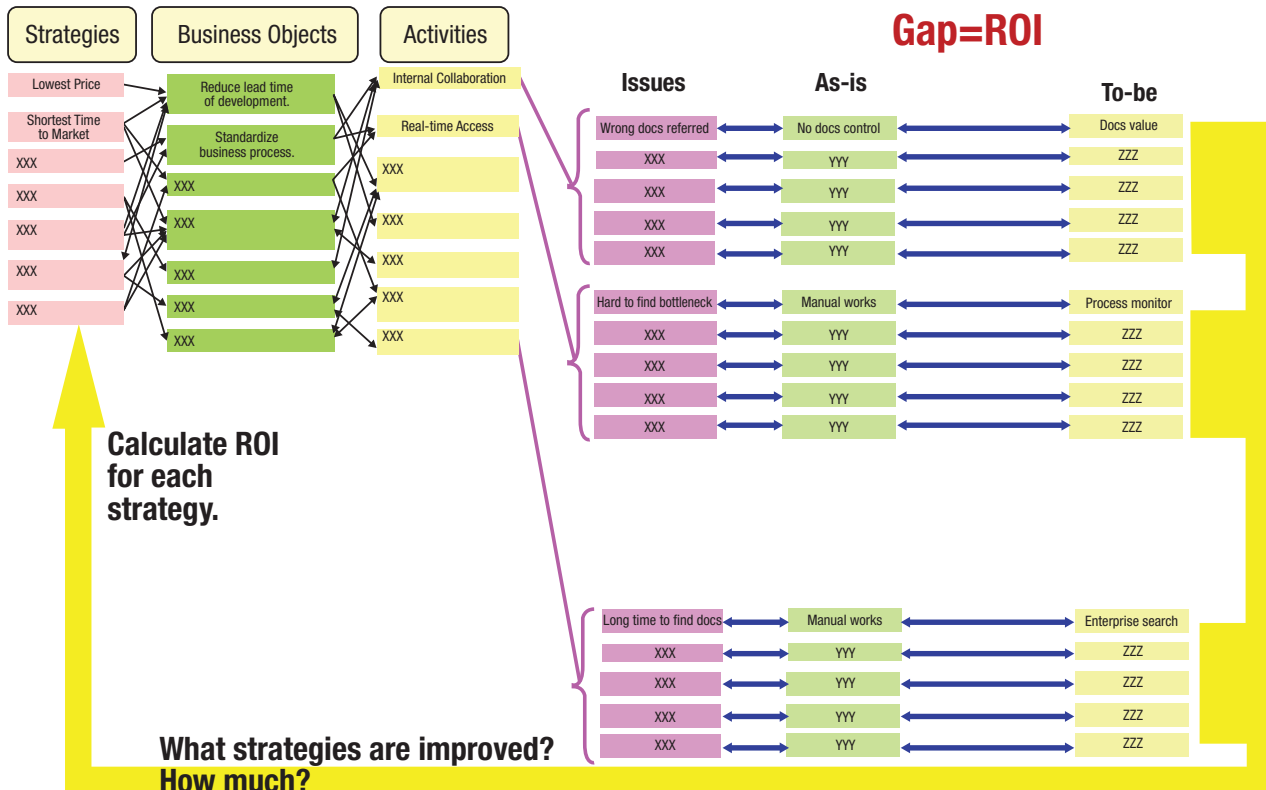 Strategies
Business Objects
Activities
Gap=ROI
Lowest Price
Shortest Time
to Market
XXX
XXX
XXX
XXX
XXX
Reduce lead time
of development.
Standardize
business process.
XXX
XXX
XXX
XXX
XXX
Internal Collaboration
Real-time Access
XXX
XXX
XXX
XXX
XXX
Issues
As-is
To-be
Wrong docs referred
No docs control
Docs value
XXX
YYY
ZZZ
XXX
YYY
ZZZ
XXX
YYY
ZZZ
XXX
YYY
ZZZ
Hard to find bottleneck
Manual works
Process monitor
XXX
YYY
ZZZ
XXX
YYY
ZZZ
XXX
YYY
ZZZ
XXX
YYY
ZZZ
Calculate ROI
for each
strategy.
Long time to find docs
Manual works
Enterprise search
XXX
YYY
ZZZ
XXX
YYY
ZZZ
XXX
YYY
ZZZ
XXX
YYY
ZZZ
What strategies are improved?
How much?